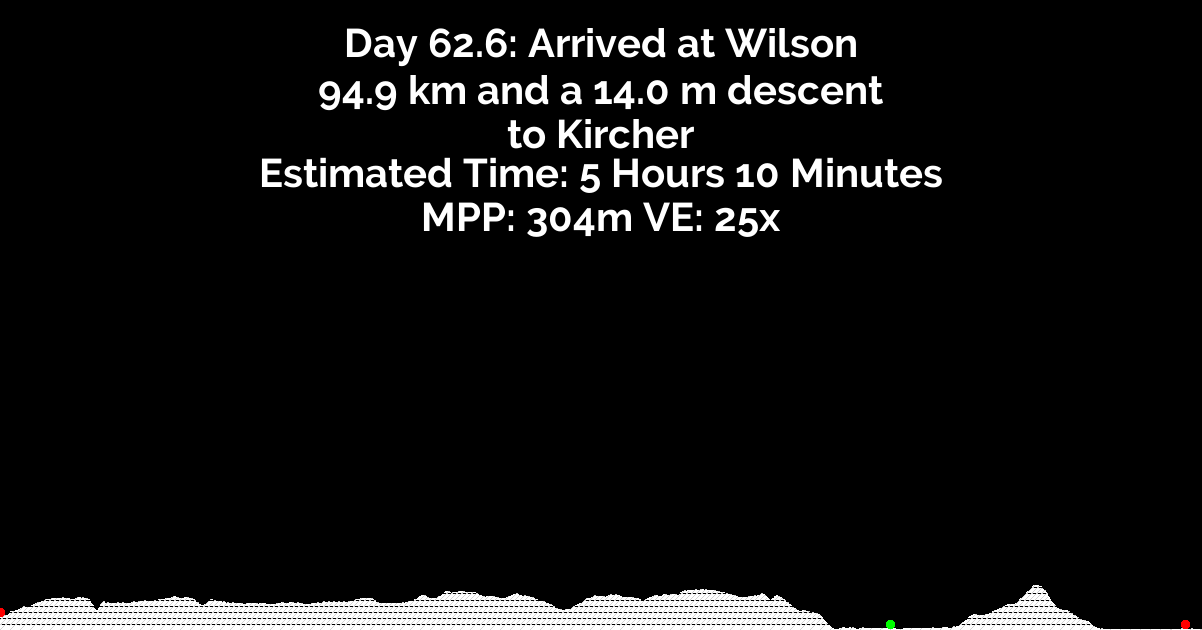 Day 62.6: Arrived at Wilson
94.9 km and a 14.0 m descent
to Kircher
Estimated Time: 5 Hours 10 Minutes
MPP: 304m VE: 25x